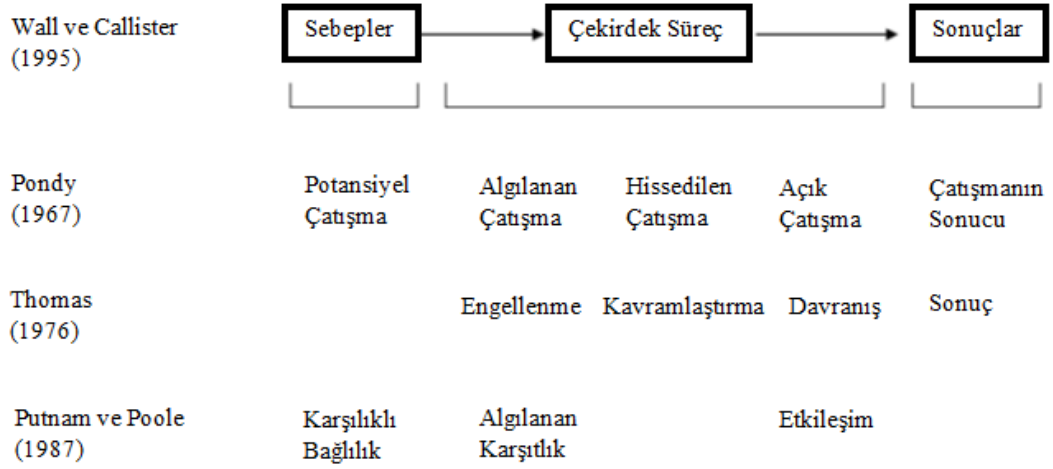 Wall ve Callister
(1995)
Sebepler
Çekirdek Süreç
Sonuçlar
Pondy
(1967)
Potansiyel
Çatışma
Algılanan
Çatışma
Hissedilen
Çatışma
Açık
Çatışma
Çatışmanın
Sonucu
Thomas
(1976)
Engellenme
Kavramlaştırma
Davranış
Sonuç
Putnam ve Poole
(1987)
Karşılıklı
Bağlılık
Algılanan
Karşıtlık
Etkileşim